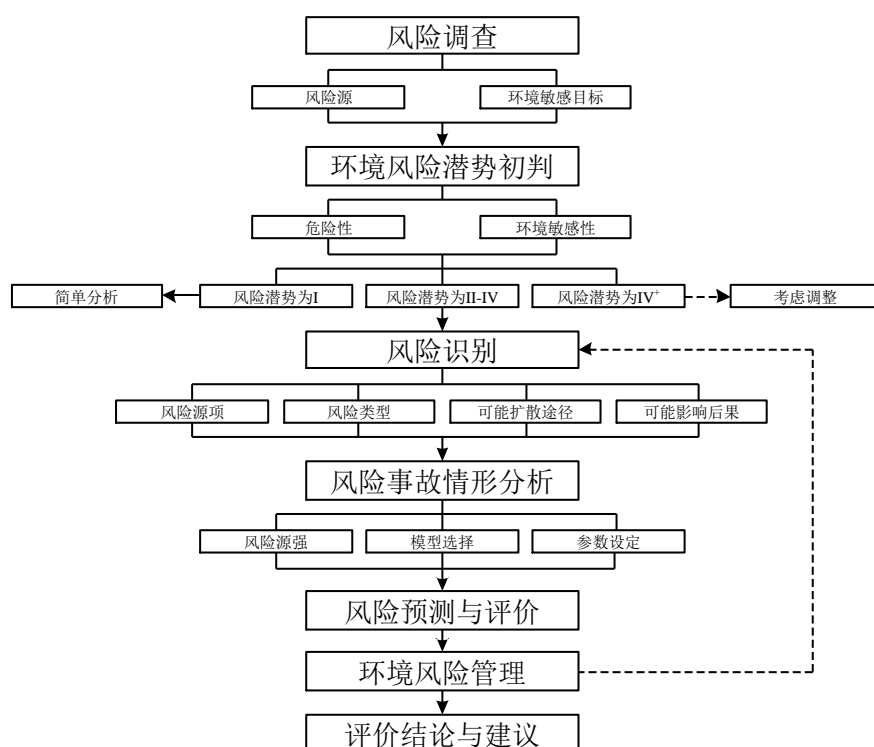 风险调查
风险源
环境敏感目标
环境风险潜势初判
危险性
环境敏感性
简单分析
风险潜势为I
风险潜势为II-IV
风险潜势为IV⁺
考虑调整
风险识别
风险源项
风险类型
可能扩散途径
可能影响后果
风险事故情形分析
风险源强
模型选择
参数设定
风险预测与评价
环境风险管理
评价结论与建议